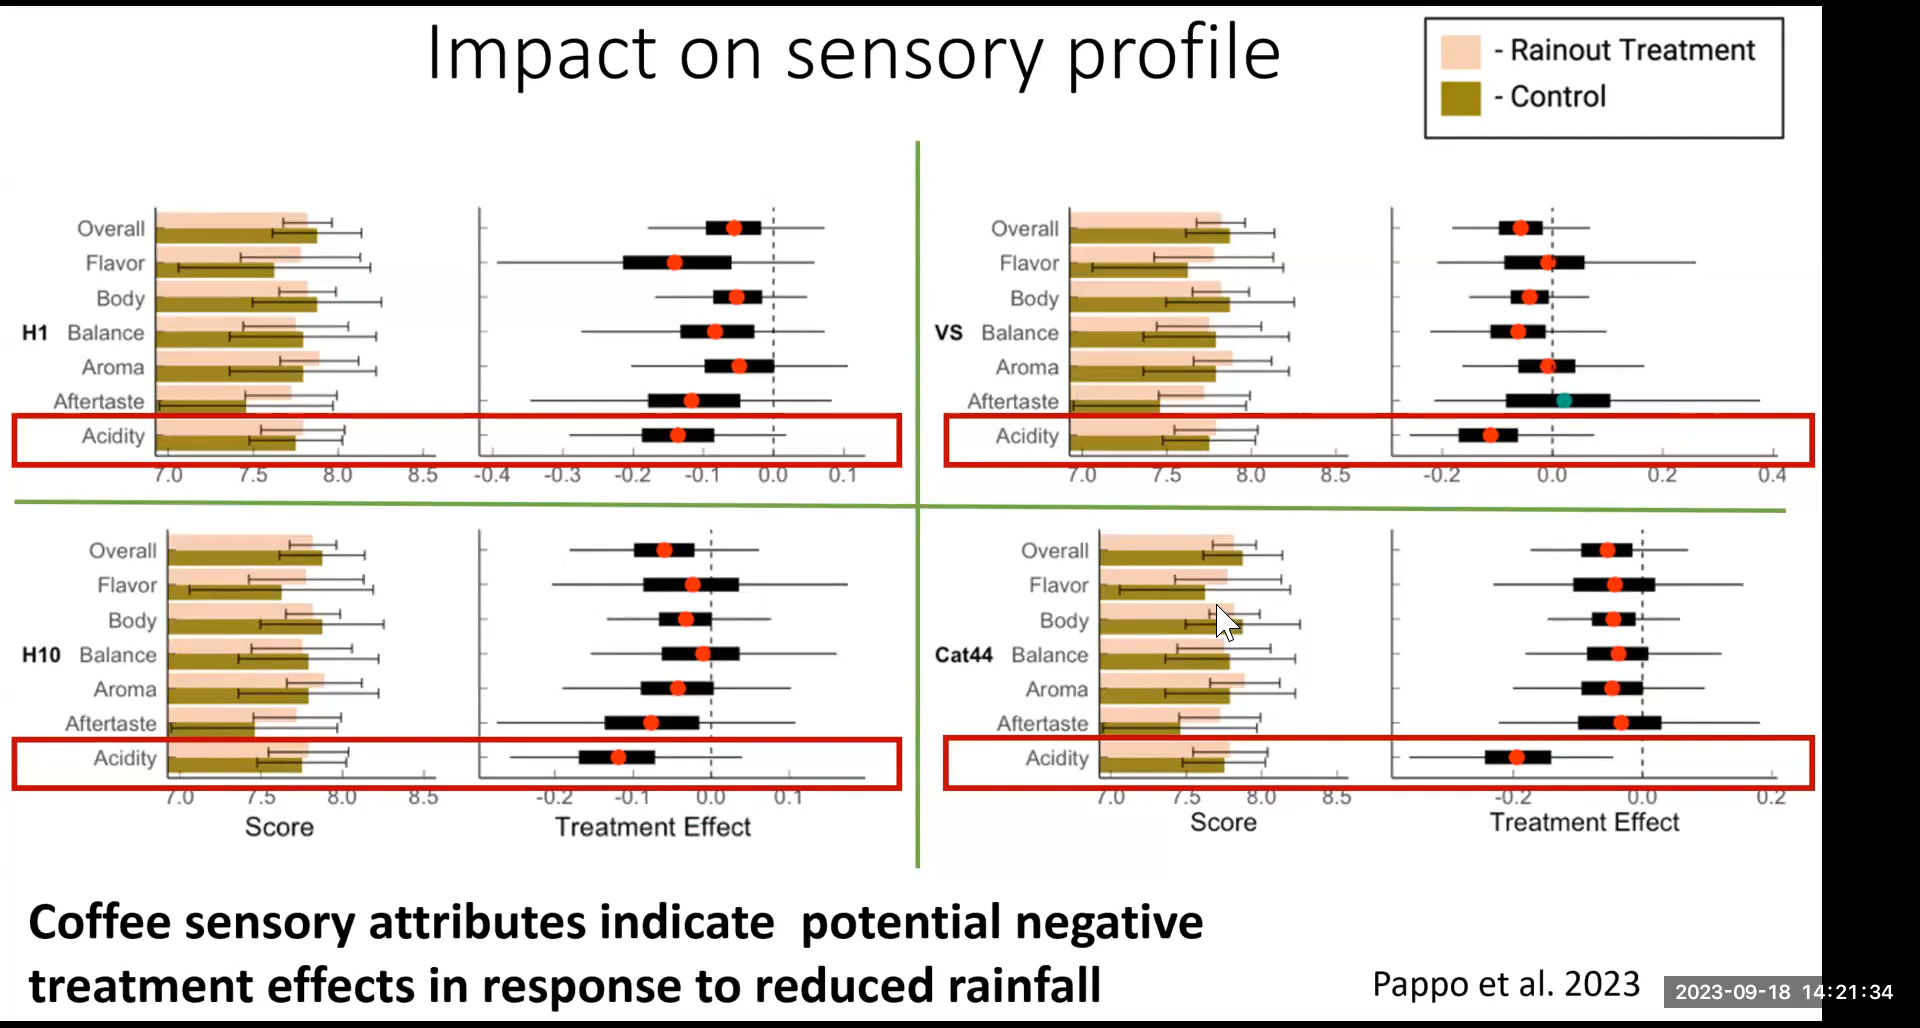 Impact on sensory profile
- Rainout Treatment
- Control
H1
Overall
Flavor
Body
Balance
Aroma
Aftertaste
Acidity
7.0 7.5 8.0 8.5
-0.4 -0.3 -0.2 -0.1 0.0 0.1
VS
Overall
Flavor
Body
Balance
Aroma
Aftertaste
Acidity
7.0 7.5 8.0 8.5
-0.2 0.0 0.2 0.4
H10
Overall
Flavor
Body
Balance
Aroma
Aftertaste
Acidity
7.0 7.5 8.0 8.5
Score
-0.2 -0.1 0.0 0.1
Treatment Effect
Cat44
Overall
Flavor
Body
Balance
Aroma
Aftertaste
Acidity
7.0 7.5 8.0 8.5
Score
-0.2 0.0 0.2
Treatment Effect
Coffee sensory attributes indicate  potential negative
treatment effects in response to reduced rainfall
Pappo et al. 2023
2023-09-18 14:21:34